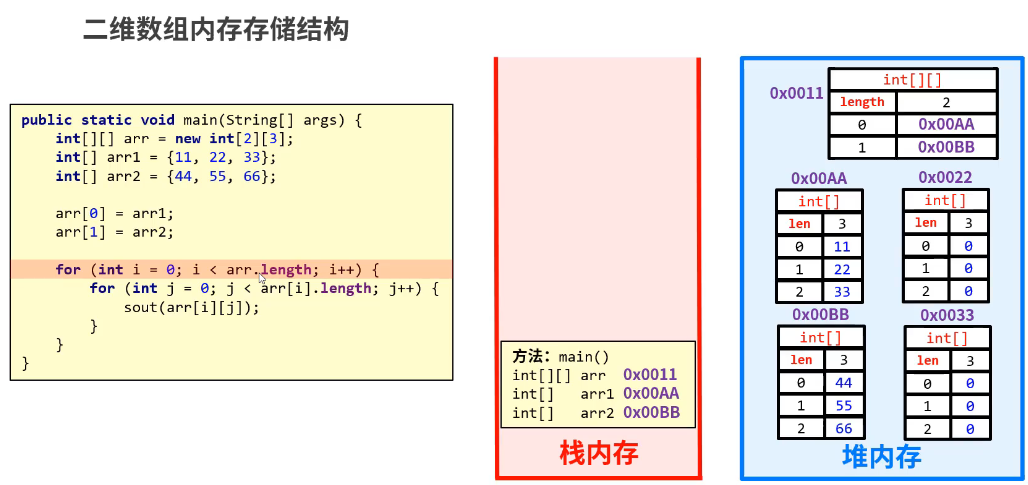 二维数组内存存储结构
public static void main(String[] args) {
int[][] arr = new int[2][3];
int[] arr1 = {11, 22, 33};
int[] arr2 = {44, 55, 66};
arr[0] = arr1;
arr[1] = arr2;
for (int i = 0; i < arr.length; i++) {
for (int j = 0; j < arr[i].length; j++) {
sout(arr[i][j]);
}
}
}
方法：main()
int[][] arr 0x0011
int[] arr1 0x00AA
int[] arr2 0x00BB
栈内存
0x0011
int[][]
length 2
0 0x00AA
1 0x00BB
0x00AA
int[]
len 3
0 11
1 22
2 33
0x0022
int[]
len 3
0 0
1 0
2 0
0x00BB
int[]
len 3
0 44
1 55
2 66
0x0033
int[]
len 3
0 0
1 0
2 0
堆内存